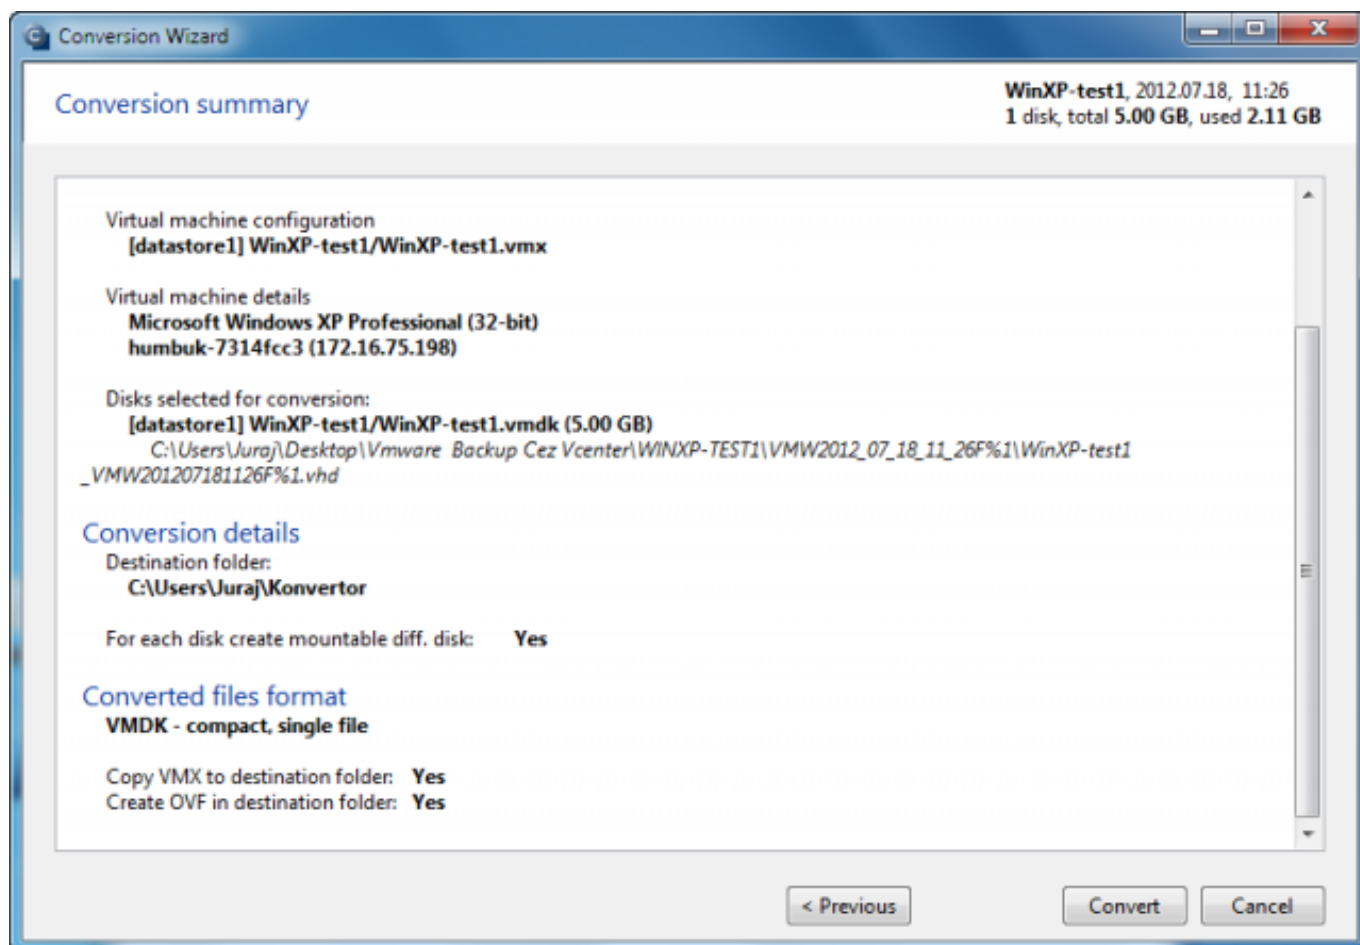 Conversion Wizard
Conversion summary
WinXP-test1, 2012.07.18, 11:26
1 disk, total 5.00 GB, used 2.11 GB
Virtual machine configuration
[datastore1] WinXP-test1/WinXP-test1.vmx
Virtual machine details
Microsoft Windows XP Professional (32-bit)
humbuk-7314fcc3 (172.16.75.198)
Disks selected for conversion:
[datastore1] WinXP-test1/WinXP-test1.vmdk (5.00 GB)
C:\Users\Juraj\Desktop\Vmware Backup Cez Vcenter\WINXP-TEST1\VMW2012_07_18_11_26F%1\WinXP-test1
_VMW201207181126F%1.vhd
Conversion details
Destination folder:
C:\Users\Juraj\Konvertor
For each disk create mountable diff. disk: Yes
Converted files format
VMDK - compact, single file
Copy VMX to destination folder: Yes
Create OVF in destination folder: Yes
< Previous
Convert
Cancel